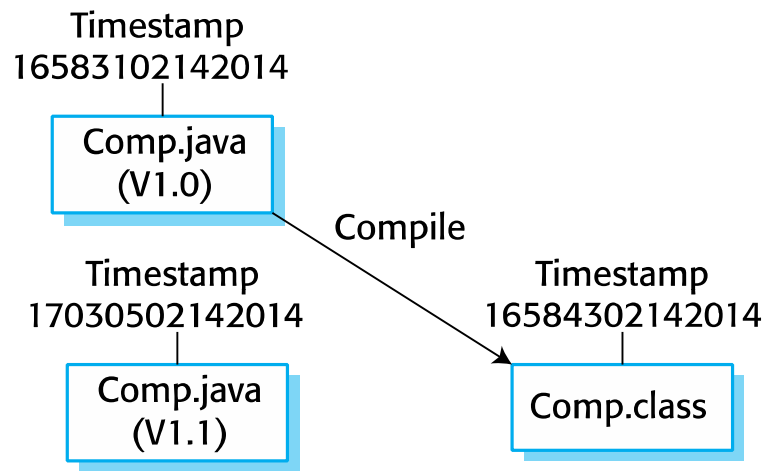 Timestamp
16583102142014
Comp.java
(V1.0)
Compile
Timestamp
17030502142014
Comp.java
(V1.1)
Timestamp
16584302142014
Comp.class